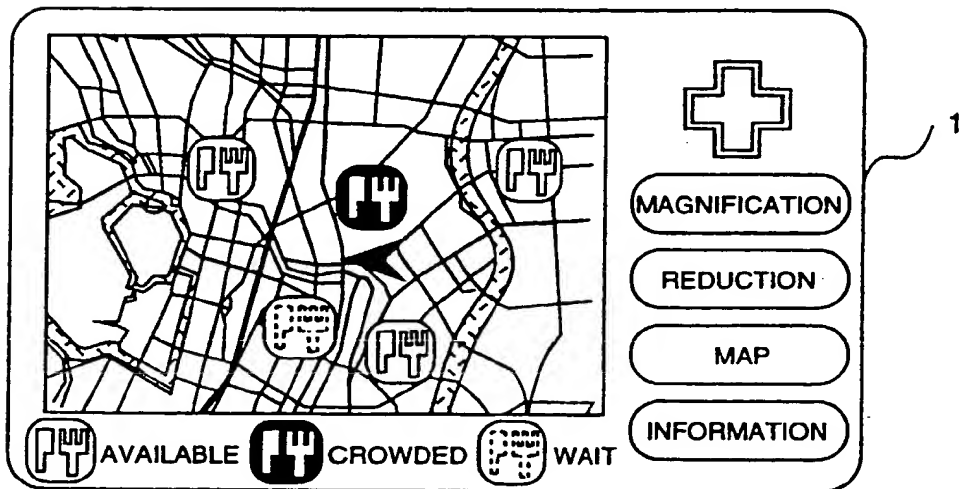 1
MAGNIFICATION
REDUCTION
MAP
INFORMATION
AVAILABLE CROWDED WAIT